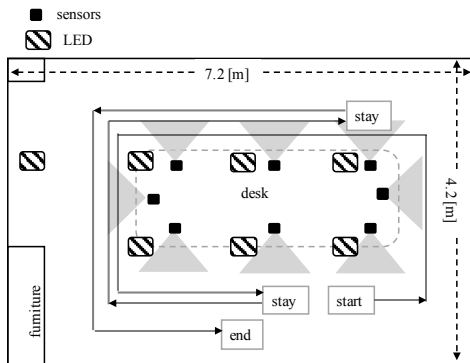 sensors
LED
7.2 [m]
stay
desk
4.2 [m]
furniture
stay
start
end